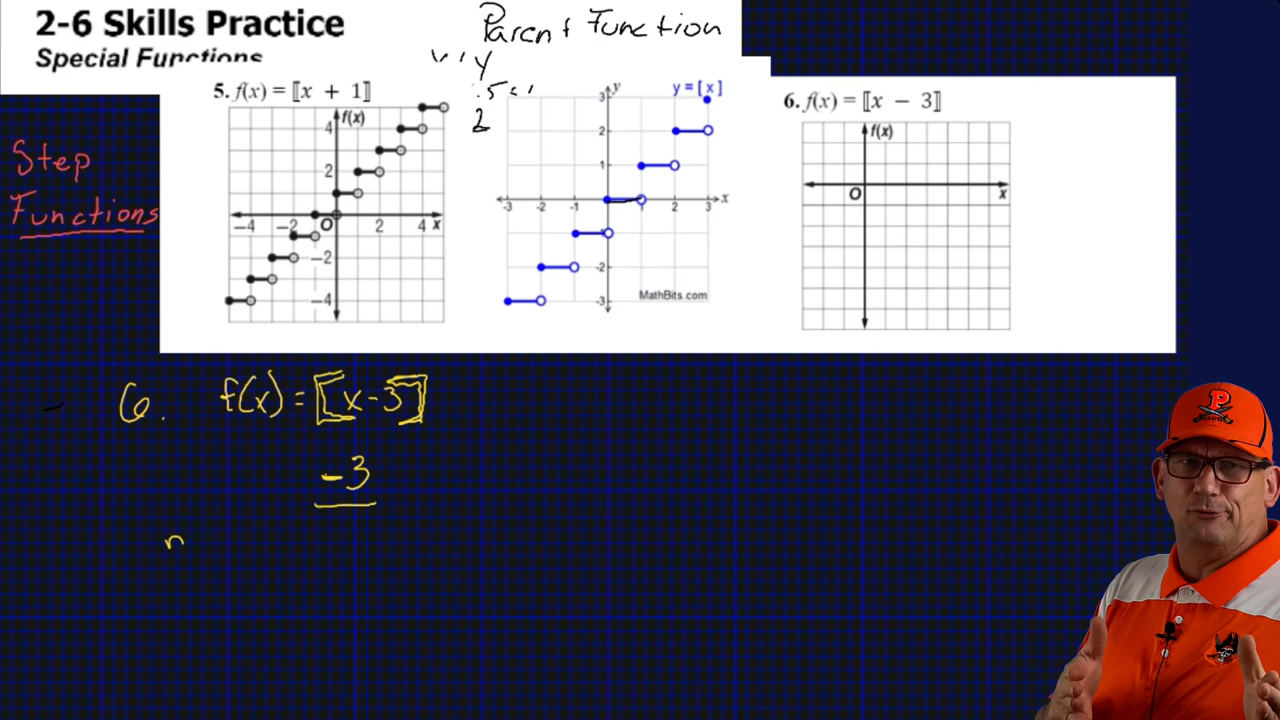 2-6 Skills Practice
Special Functions
Parent Function
5. f(x) = ⟦x + 1⟧
f(x)
4
2
−4 −2 O 2 4 x
−2
−4
2
y = [x]
y
3
2
1
-3 -2 -1 1 2 3 x
-2
-3
MathBits.com
6. f(x) = ⟦x − 3⟧
f(x)
O x
Step
Functions
6. f(x) = ⟦x-3⟧
-3
P